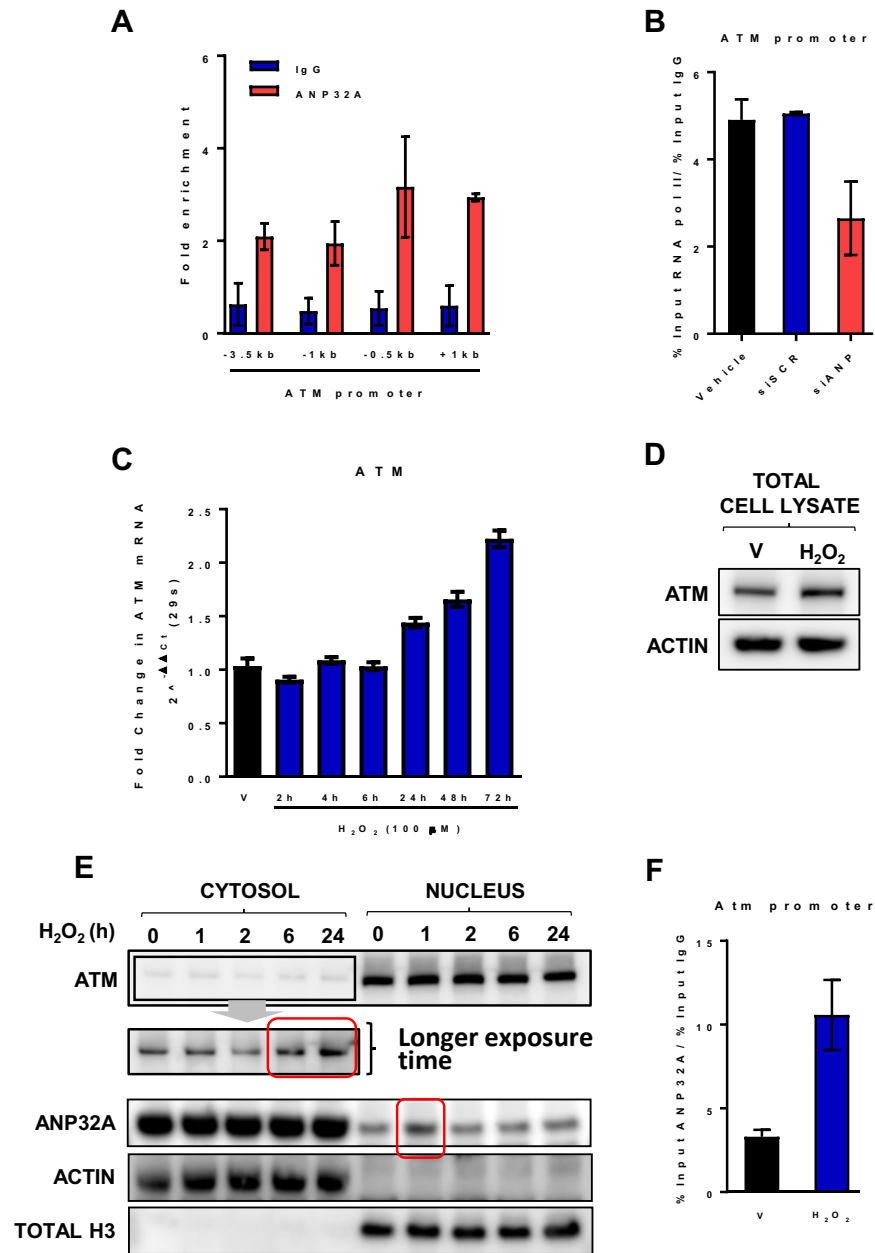 A
6
4
2
0
Fold enrichment
IgG
ANP32A
-3.5kb -1kb -0.5kb +1kb
ATM promoter
B
ATM promoter
6
4
2
0
% Input RNA pol II/ % Input IgG
Vehicle siSCR siANP
C
ATM
2.5
2.0
1.5
1.0
0.5
0.0
Fold Change in ATM mRNA
2^-▲▲Ct (29s)
V 2h 4h 6h 24h 48h 72h
H₂O₂ (100 µM)
D
TOTAL
CELL LYSATE
V H₂O₂
ATM
ACTIN
E
CYTOSOL NUCLEUS
H₂O₂ (h) 0 1 2 6 24 0 1 2 6 24
ATM
Longer exposure
time
ANP32A
ACTIN
TOTAL H3
F
Atm promoter
15
10
5
0
% Input ANP32A/ % Input IgG
V H₂O₂